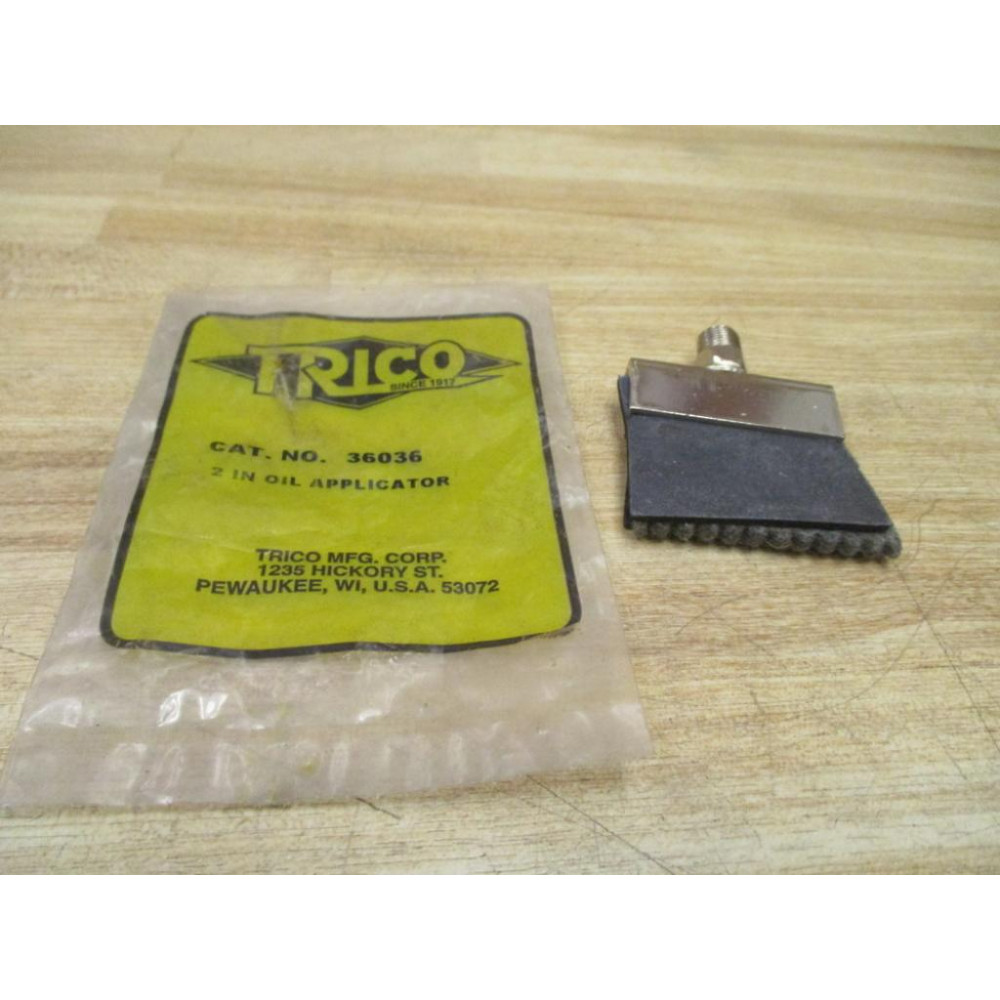 TRICO
SINCE 1917
CAT. NO. 36036
2 IN OIL APPLICATOR
TRICO MFG. CORP.
1235 HICKORY ST.
PEWAUKEE, WI, U.S.A. 53072